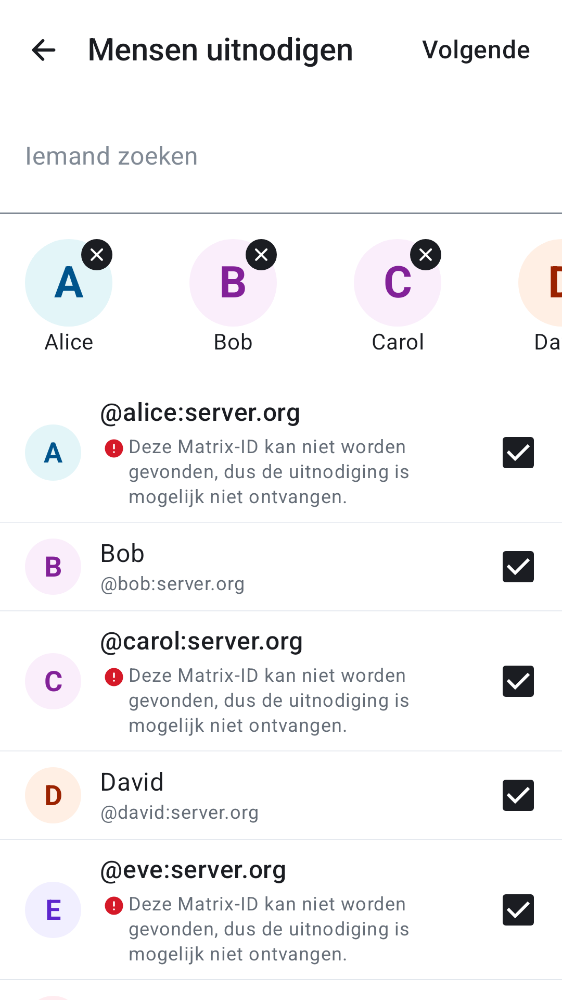 Mensen uitnodigen
Volgende
Iemand zoeken
A
B
C
Alice
Bob
Carol
Da
@alice:server.org
A
Deze Matrix-ID kan niet worden
gevonden, dus de uitnodiging is
mogelijk niet ontvangen.
Bob
B
@bob:server.org
@carol:server.org
C
Deze Matrix-ID kan niet worden
gevonden, dus de uitnodiging is
mogelijk niet ontvangen.
David
D
@david:server.org
@eve:server.org
E
Deze Matrix-ID kan niet worden
gevonden, dus de uitnodiging is
mogelijk niet ontvangen.